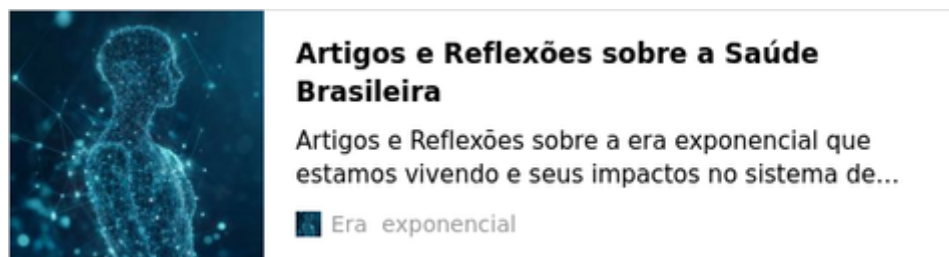 Artigos e Reflexões sobre a Saúde
Brasileira
Artigos e Reflexões sobre a era exponencial que
estamos vivendo e seus impactos no sistema de...
Era exponencial